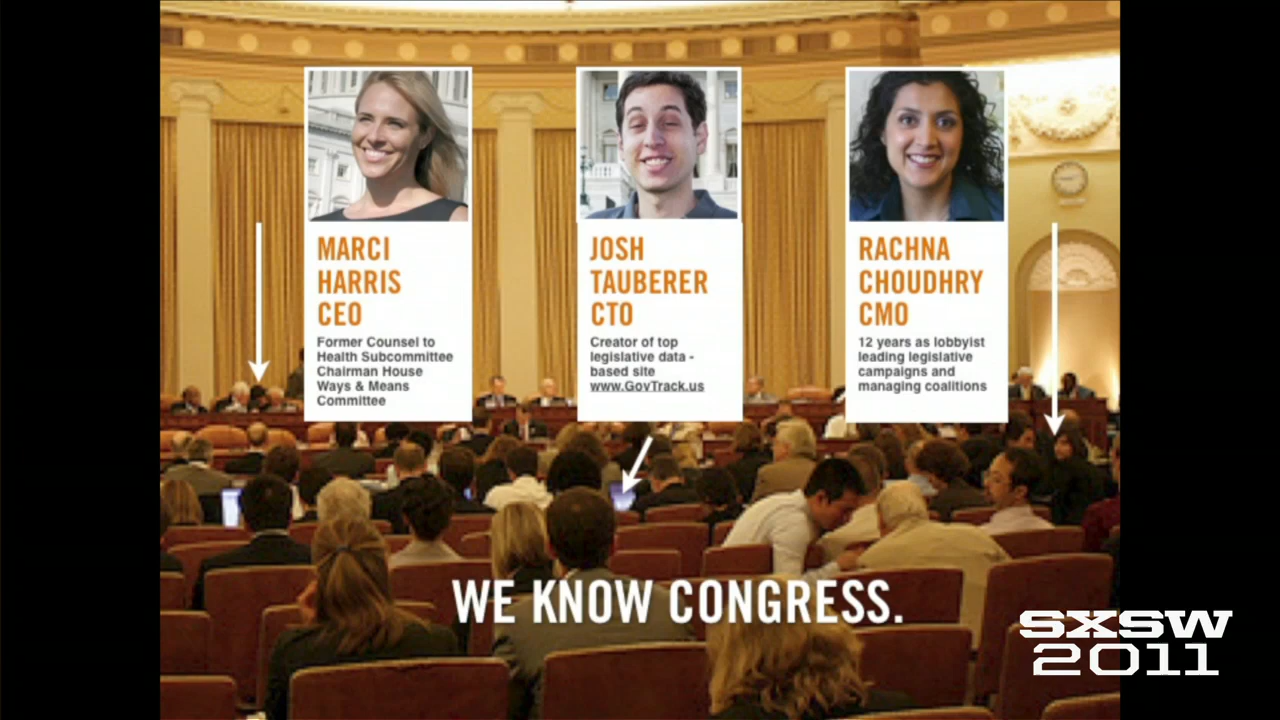 MARCI
HARRIS
CEO
Former Counsel to
Health Subcommittee
Chairman House
Ways & Means
Committee
JOSH
TAUBERER
CTO
Creator of top
legislative data -
based site
www.GovTrack.us
RACHNA
CHOUDHRY
CMO
12 years as lobbyist
leading legislative
campaigns and
managing coalitions
WE KNOW CONGRESS.
SXSW
2011